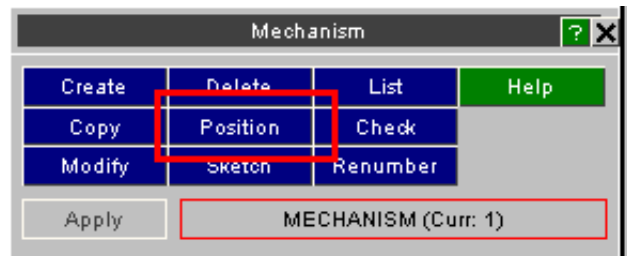 Mechanism ? X
Create Delete List Help
Copy Position Check
Modify Sketch Renumber
Apply MECHANISM (Curr: 1)